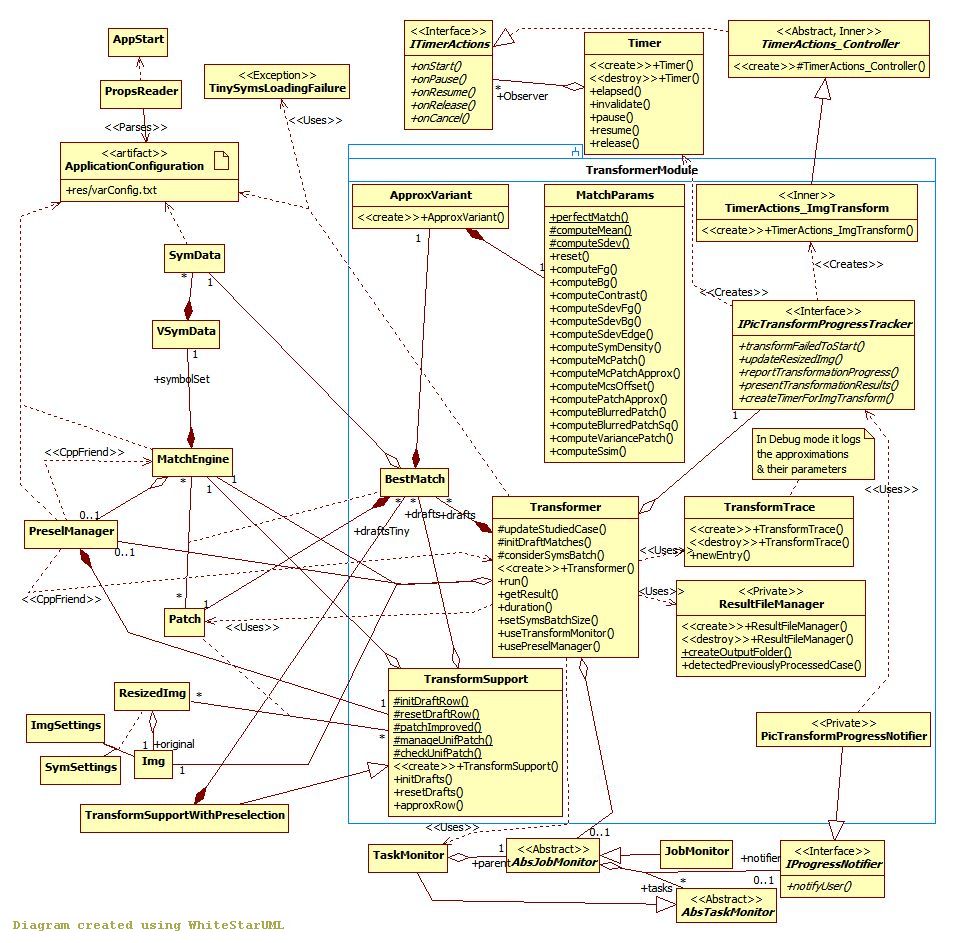 AppStart
PropsReader
<<Parses>>
<<artifact>>
ApplicationConfiguration
+res/varConfig.txt
<<Exception>>
TinySymsLoadingFailure
<<Uses>>
<<Interface>>
ITimerActions
+onStart()
+onPause()
+onResume()
+onRelease()
+onCancel()
*
+Observer
Timer
<<create>>+Timer()
<<destroy>>+Timer()
+elapsed()
+invalidate()
+pause()
+resume()
+release()
<<Abstract, Inner>>
TimerActions_Controller
<<create>>#TimerActions_Controller()
TransformerModule
ApproxVariant
<<create>>+ApproxVariant()
1
1
MatchParams
+perfectMatch()
#computeMean()
#computeSdev()
+reset()
+computeFg()
+computeBg()
+computeContrast()
+computeSdevFg()
+computeSdevBg()
+computeSdevEdge()
+computeSymDensity()
+computeMcPatch()
+computeMcPatchApprox()
+computeMcsOffset()
+computePatchApprox()
+computeBlurredPatch()
+computeBlurredPatchSq()
+computeVariancePatch()
+computeSsim()
<<Inner>>
TimerActions_ImgTransform
<<create>>+TimerActions_ImgTransform()
<<Creates>>
<<Creates>>
<<Interface>>
IPicTransformProgressTracker
+transformFailedToStart()
+updateResizedImg()
+reportTransformationProgress()
+presentTransformationResults()
+createTimerForImgTransform()
1
In Debug mode it logs
the approximations
& their parameters
<<Uses>>
SymData
*
1
VSymData
1
+symbolSet
MatchEngine
<<CppFriend>>
*
1
1
0..1
PreselManager
0..1
<<CppFriend>>
*
Patch
1
<<Uses>>
BestMatch
*
*
*
+drafts
+drafts
+draftsTiny
Transformer
#updateStudiedCase()
#initDraftMatches()
#considerSymsBatch()
<<create>>+Transformer()
+run()
+getResult()
+duration()
+setSymsBatchSize()
+useTransformMonitor()
+usePreselManager()
<<Uses>>
<<Uses>>
TransformTrace
<<create>>+TransformTrace()
<<destroy>>+TransformTrace()
+newEntry()
<<Private>>
ResultFileManager
<<create>>+ResultFileManager()
<<destroy>>+ResultFileManager()
+createOutputFolder()
+detectedPreviouslyProcessedCase()
TransformSupport
#initDraftRow()
#resetDraftRow()
#patchImproved()
#manageUnifPatch()
#checkUnifPatch()
<<create>>+TransformSupport()
+initDrafts()
+resetDrafts()
+approxRow()
1
*
ResizedImg
*
ImgSettings
1
+original
SymSettings
Img
1
TransformSupportWithPreselection
<<Private>>
PicTransformProgressNotifier
<<Uses>>
TaskMonitor
1
+parent
<<Abstract>>
AbsJobMonitor
0..1
JobMonitor
+notifier
0..1
<<Interface>>
IProgressNotifier
+notifyUser()
*
+tasks
<<Abstract>>
AbsTaskMonitor
Diagram created using WhiteStarUML